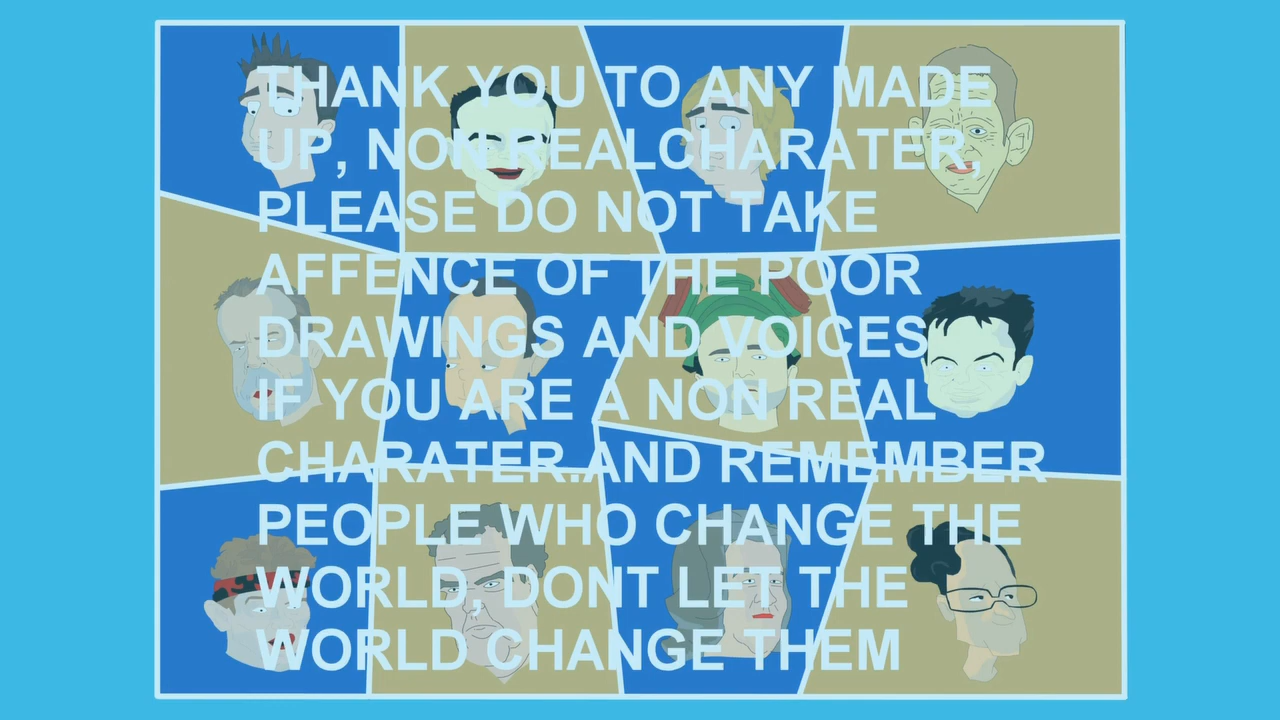 THANK YOU TO ANY MADE
UP, NON REALCHARATER,
PLEASE DO NOT TAKE
AFFENCE OF THE POOR
DRAWINGS AND VOICES
IF YOU ARE A NON REAL
CHARATER.AND REMEMBER
PEOPLE WHO CHANGE THE
WORLD, DONT LET THE
WORLD CHANGE THEM